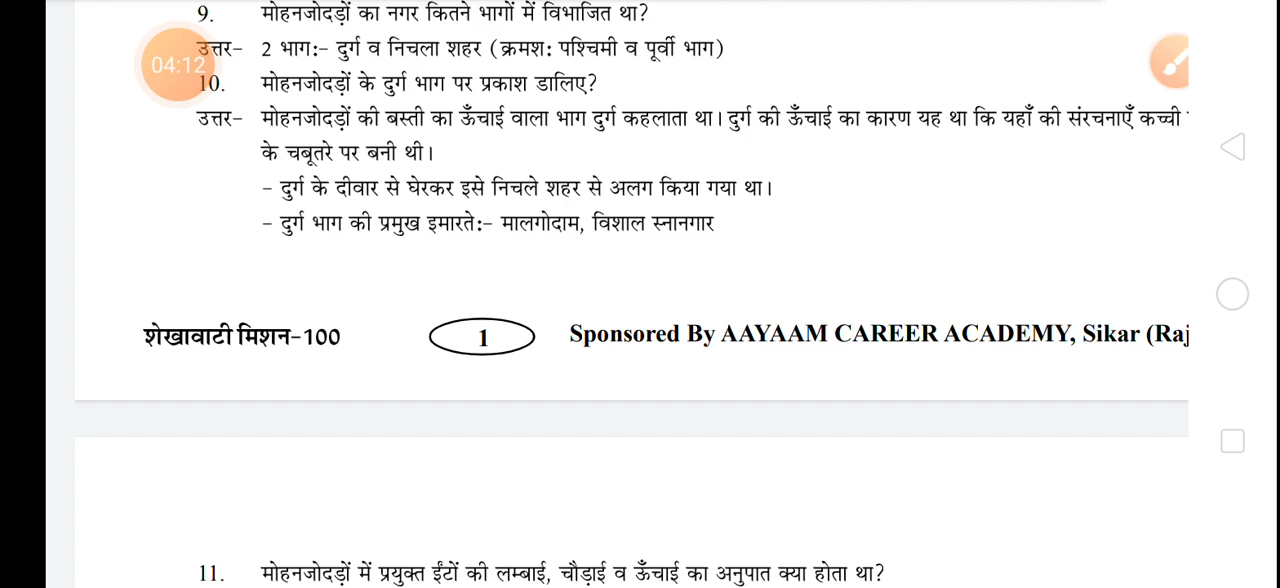 9. मोहनजोदड़ों का नगर कितने भागों में विभाजित था?
उत्तर- 2 भाग:- दुर्ग व निचला शहर (क्रमश: पश्चिमी व पूर्वी भाग)
04:12
10. मोहनजोदड़ों के दुर्ग भाग पर प्रकाश डालिए?
उत्तर- मोहनजोदड़ों की बस्ती का ऊँचाई वाला भाग दुर्ग कहलाता था। दुर्ग की ऊँचाई का कारण यह था कि यहाँ की संरचनाएँ कच्ची
के चबूतरे पर बनी थी।
- दुर्ग के दीवार से घेरकर इसे निचले शहर से अलग किया गया था।
- दुर्ग भाग की प्रमुख इमारते:- मालगोदाम, विशाल स्नानगार
शेखावाटी मिशन-100 1 Sponsored By AAYAAM CAREER ACADEMY, Sikar (Raj
11. मोहनजोदड़ों में प्रयुक्त ईंटों की लम्बाई, चौड़ाई व ऊँचाई का अनुपात क्या होता था?